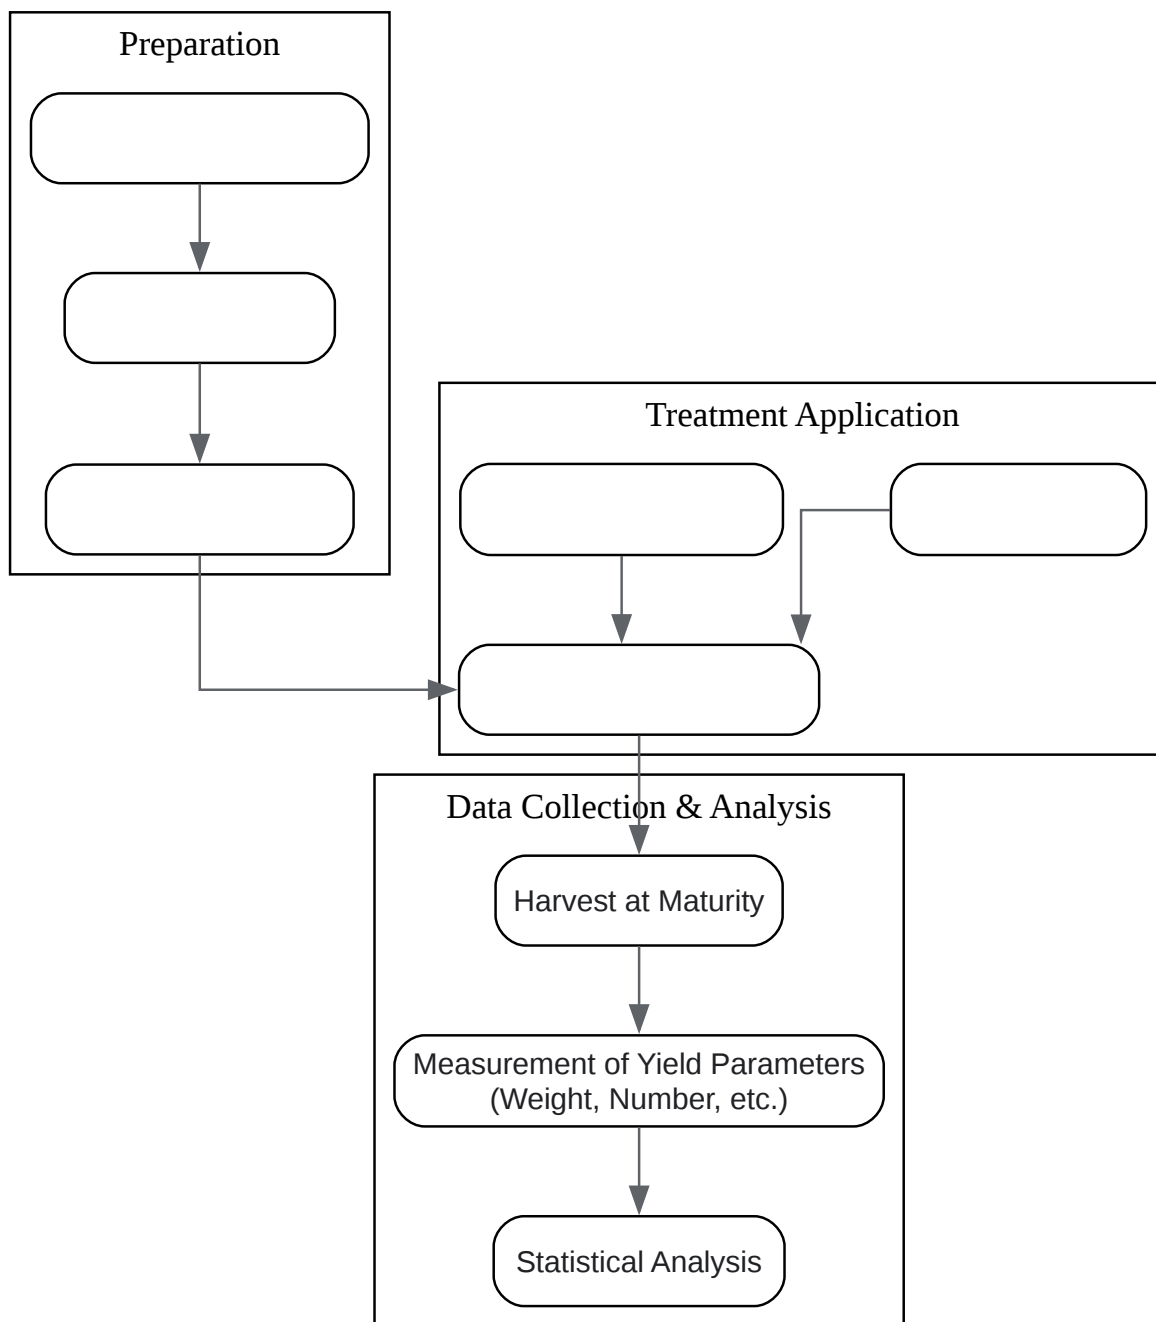 Preparation
Treatment Application
Data Collection & Analysis
Harvest at Maturity
Measurement of Yield Parameters
(Weight, Number, etc.)
Statistical Analysis